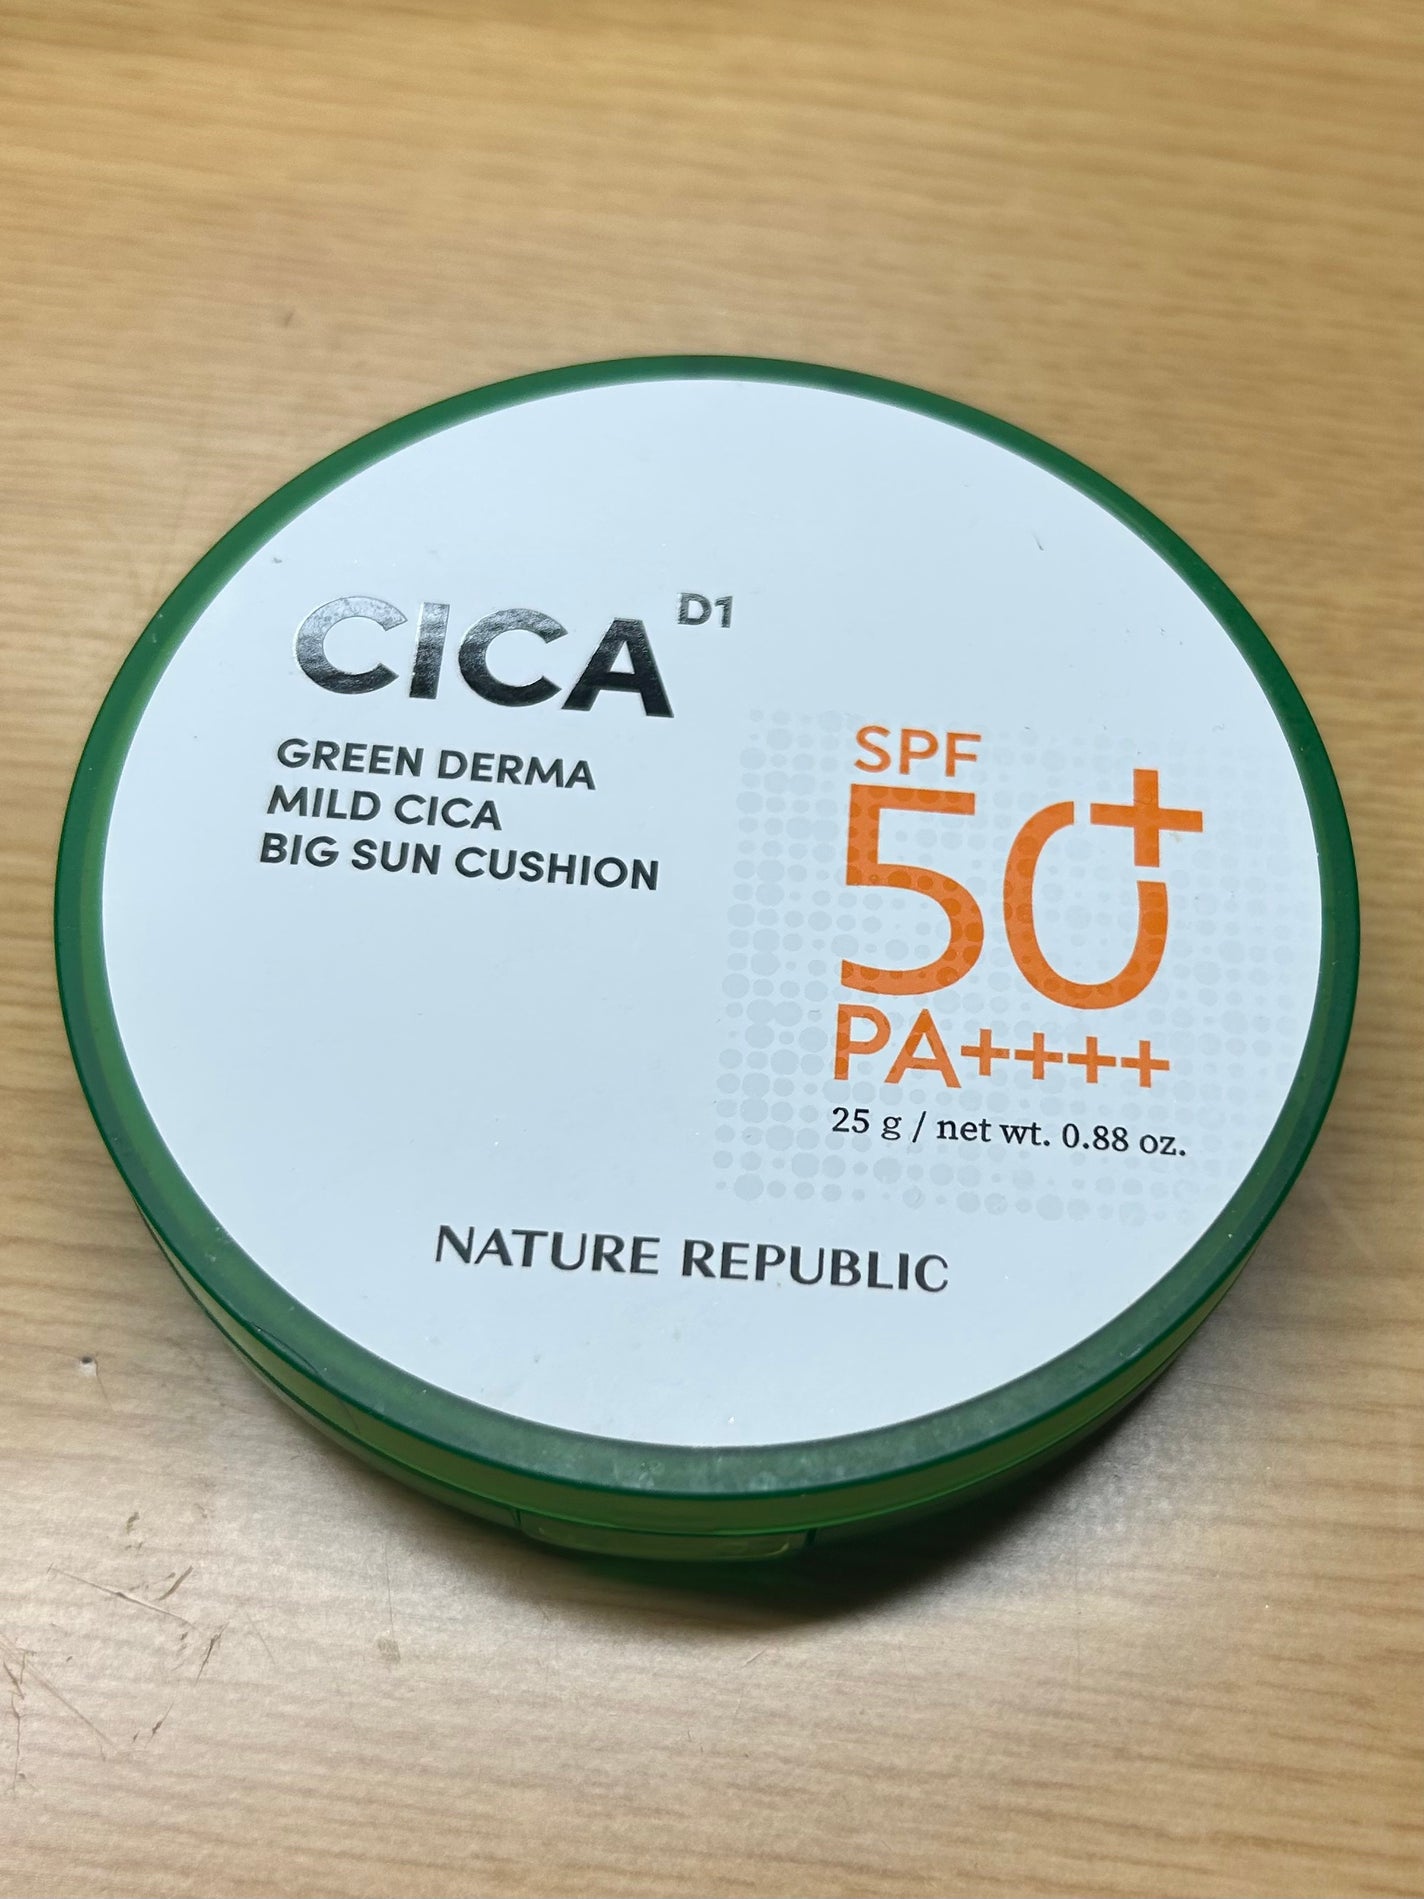 CICA D1
GREEN DERMA
MILD CICA
BIG SUN CUSHION
SPF
50+
PA++++
25 g / net wt. 0.88 oz.
NATURE REPUBLIC